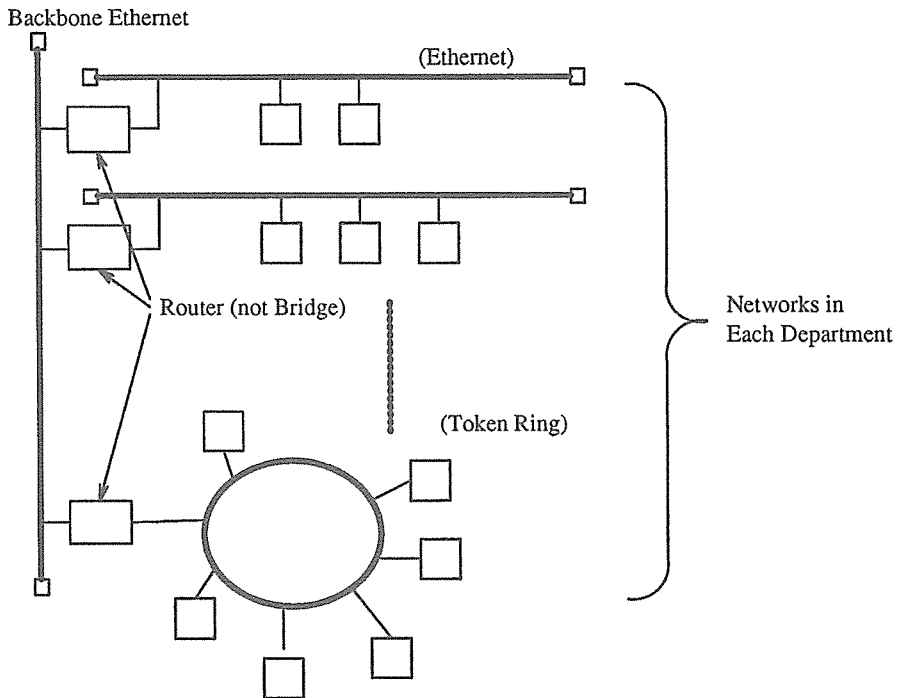 Backbone Ethernet
(Ethernet)
Router (not Bridge)
Networks in
Each Department
(Token Ring)